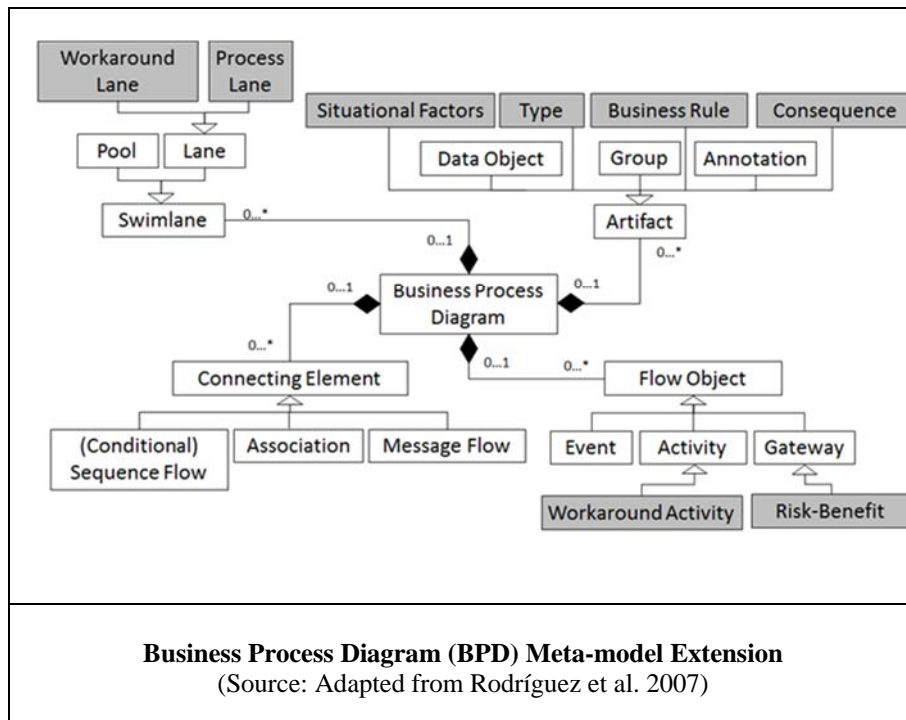 Workaround
Lane
Process
Lane
Situational Factors
Type
Business Rule
Consequence
Pool
Lane
Data Object
Group
Annotation
Swimlane
0...*
Artifact
0...*
0...1
0...1
Business Process
Diagram
0...1
0...*
0...1
0...*
Connecting Element
Flow Object
(Conditional)
Sequence Flow
Association
Message Flow
Event
Activity
Gateway
Workaround Activity
Risk-Benefit
Business Process Diagram (BPD) Meta-model Extension
(Source: Adapted from Rodríguez et al. 2007)